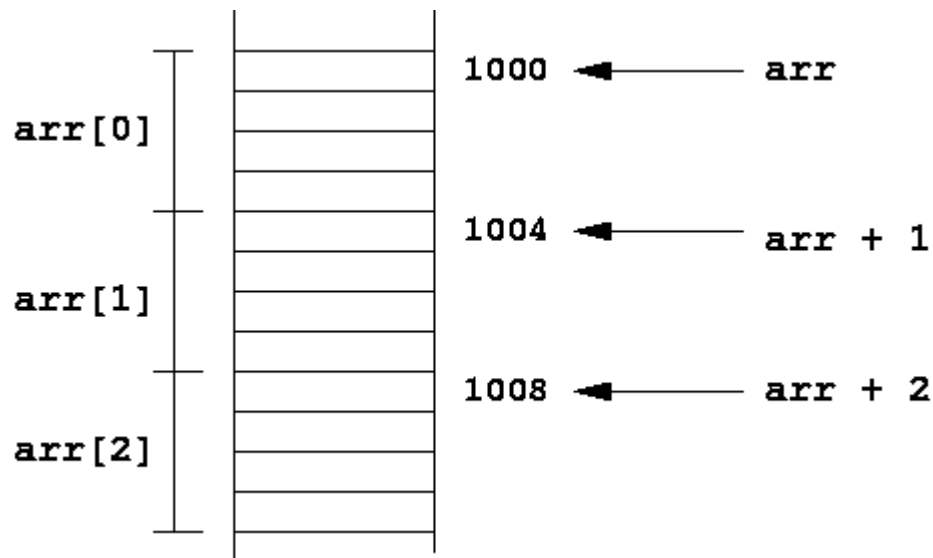 1000 arr
arr[0]
1004 arr + 1
arr[1]
1008 arr + 2
arr[2]